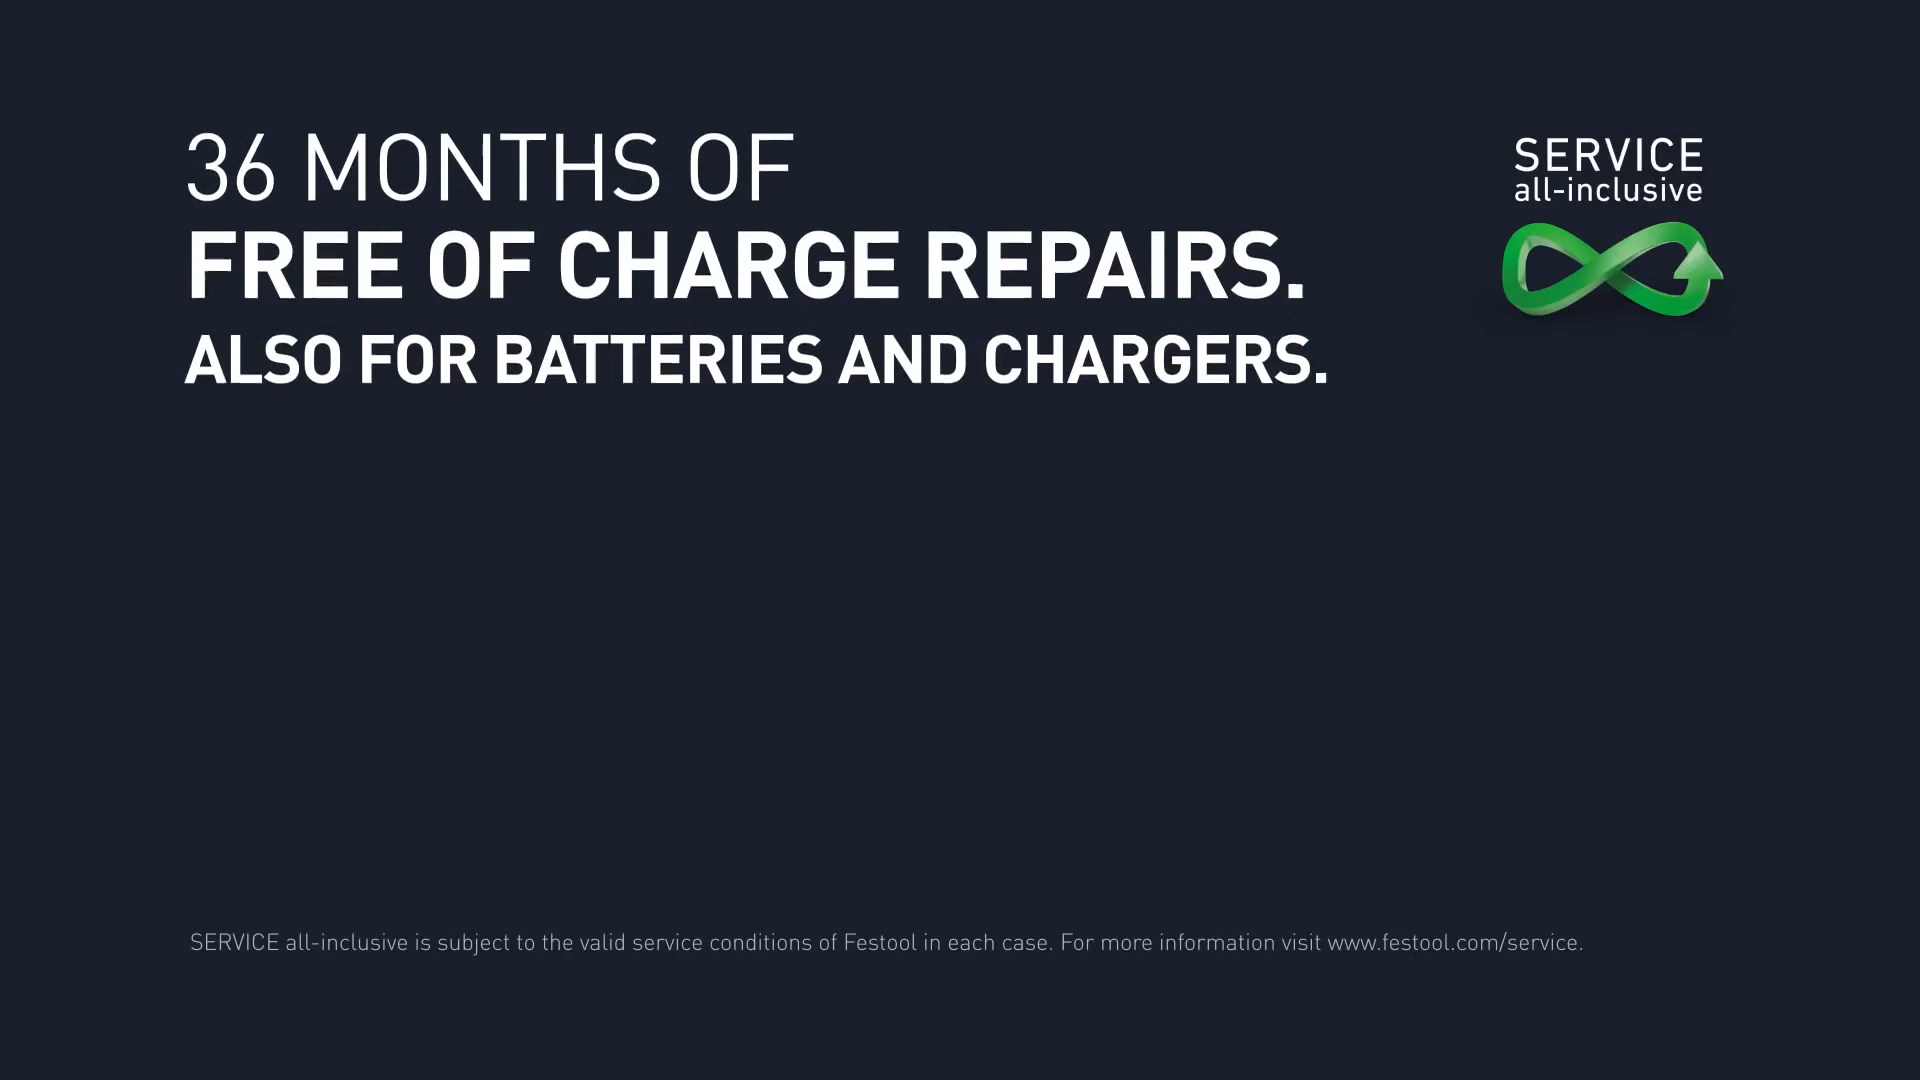 36 MONTHS OF
FREE OF CHARGE REPAIRS.
ALSO FOR BATTERIES AND CHARGERS.
SERVICE
all-inclusive
SERVICE all-inclusive is subject to the valid service conditions of Festool in each case. For more information visit www.festool.com/service.